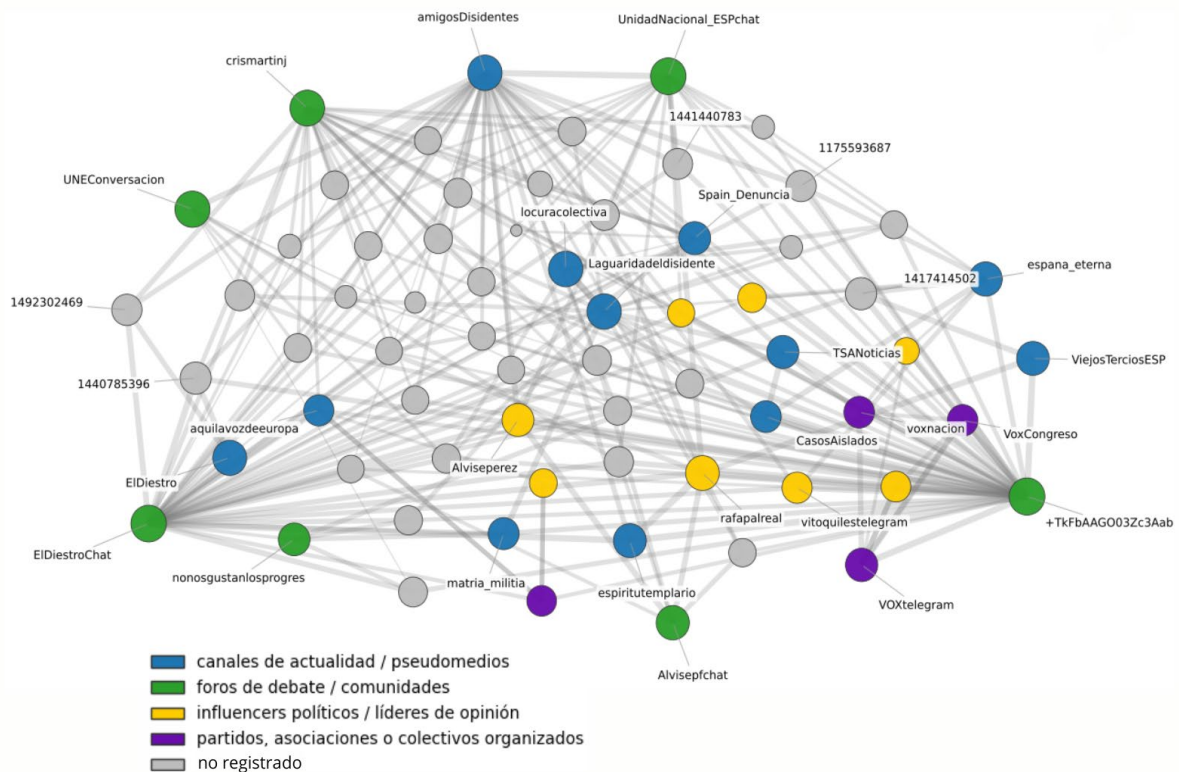 amigosDisidentes
UnidadNacional_ESPchat
crismartinj
1441440783
1175593687
UNEConversacion
Spain_Denuncia
locuracolectiva
Laguaridadeldisidente
espana_eterna
1417414502
1492302469
TSANoticias
ViejosTerciosESP
1440785396
aquilavozdeeuropa
voxnacion
VoxCongreso
CasosAislados
Alviseperez
ElDiestro
rafapalreal
vitoquilestelegram
+TkFbAAGO03Zc3Aab
ElDiestroChat
nonosgustanlosprogres
matria_militia
espiritutemplario
VOXtelegram
Alvisepfchat
canales de actualidad / pseudomedios
foros de debate / comunidades
influencers políticos / líderes de opinión
partidos, asociaciones o colectivos organizados
no registrado